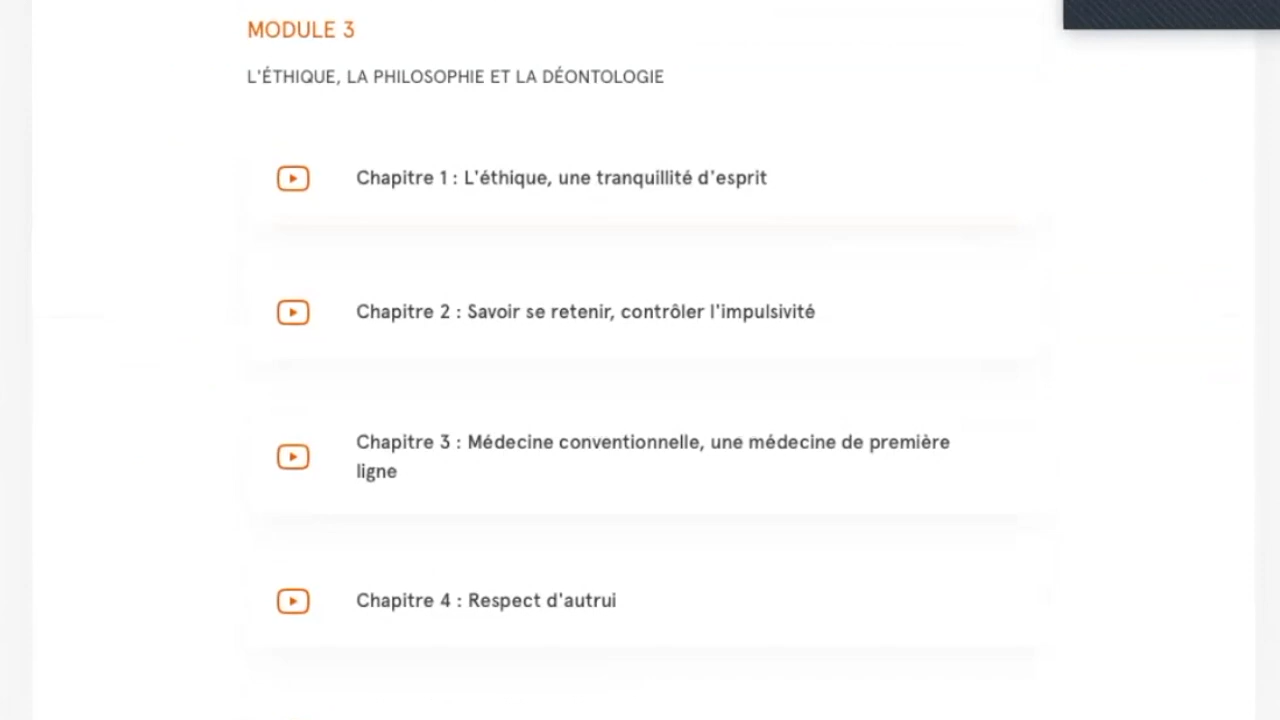 MODULE 3
L'ÉTHIQUE, LA PHILOSOPHIE ET LA DÉONTOLOGIE
Chapitre 1 : L'éthique, une tranquillité d'esprit
Chapitre 2 : Savoir se retenir, contrôler l'impulsivité
Chapitre 3 : Médecine conventionnelle, une médecine de première
ligne
Chapitre 4 : Respect d'autrui